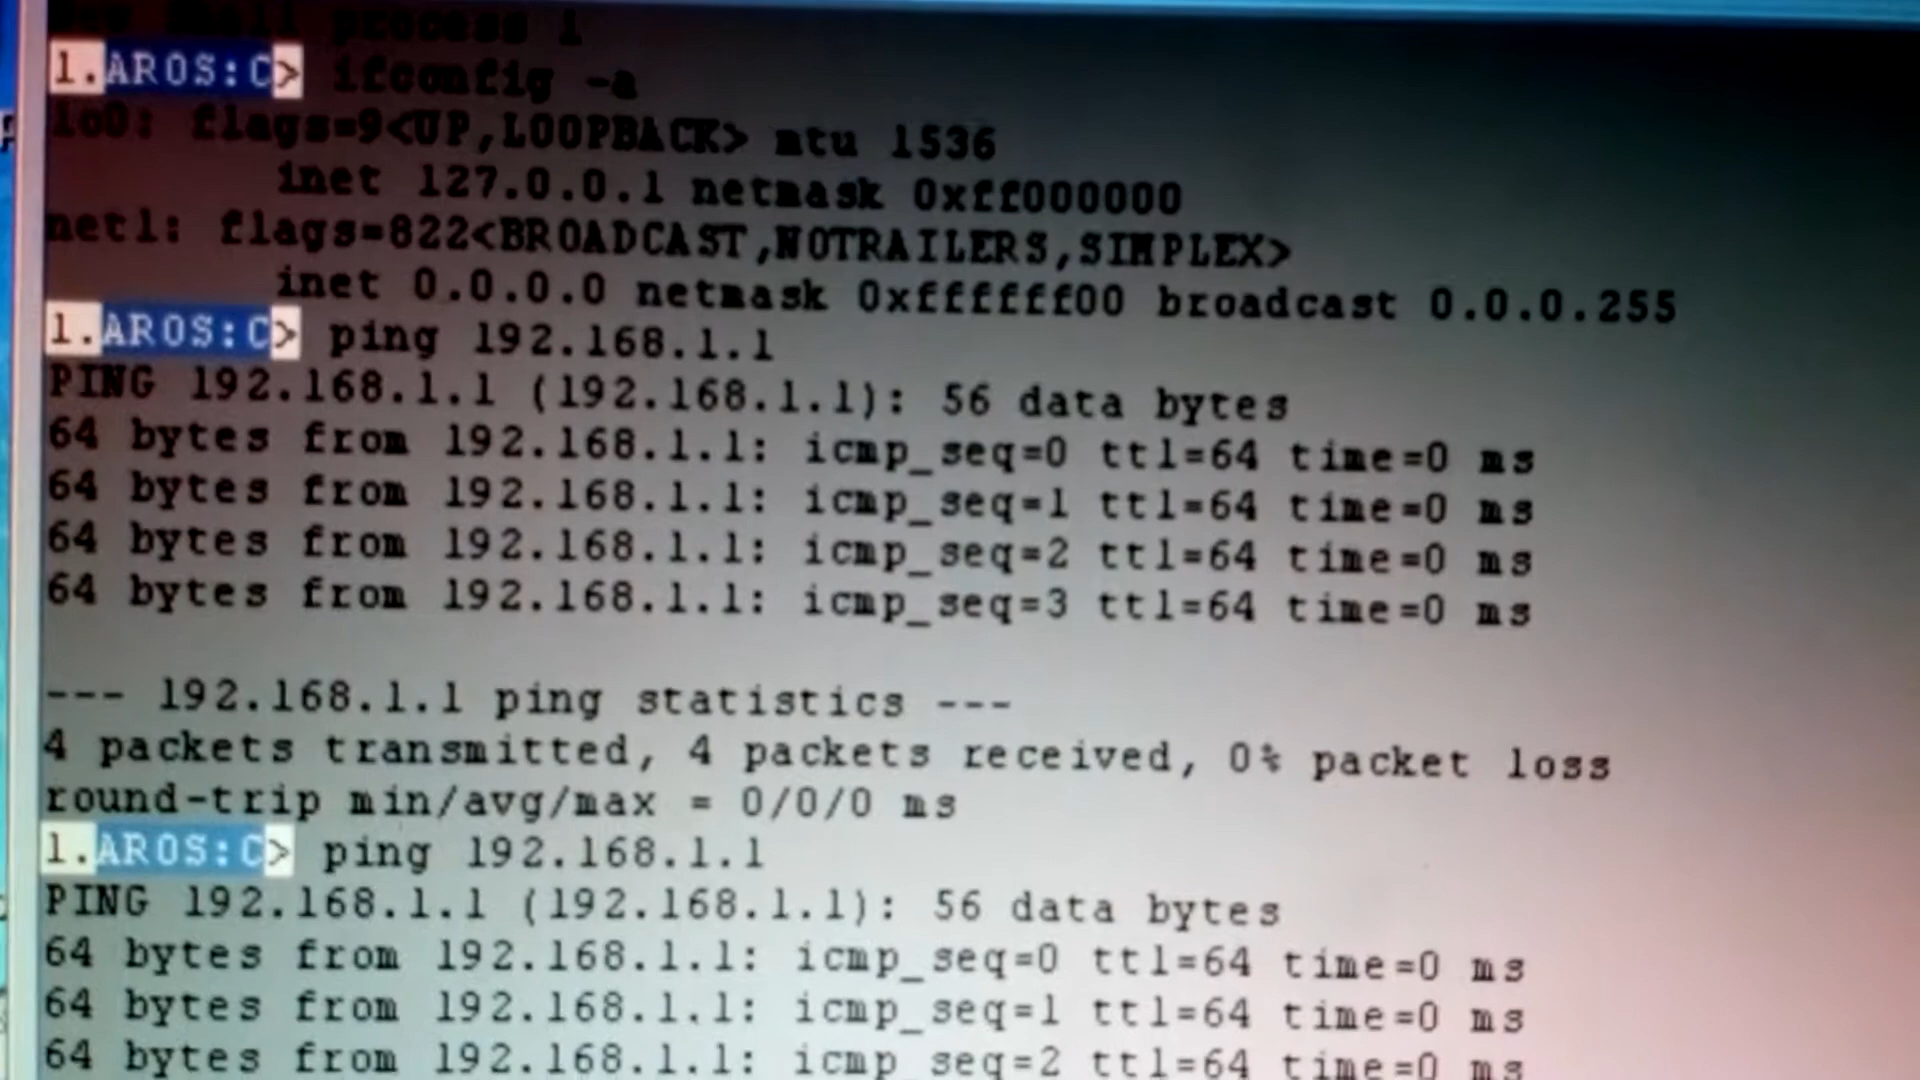 New Shell process 1
1.AROS:C> ifconfig -a
lo0: flags=9<UP,LOOPBACK> mtu 1536
inet 127.0.0.1 netmask 0xff000000
net1: flags=822<BROADCAST,NOTRAILERS,SIMPLEX>
inet 0.0.0.0 netmask 0xffffff00 broadcast 0.0.0.255
1.AROS:C> ping 192.168.1.1
PING 192.168.1.1 (192.168.1.1): 56 data bytes
64 bytes from 192.168.1.1: icmp_seq=0 ttl=64 time=0 ms
64 bytes from 192.168.1.1: icmp_seq=1 ttl=64 time=0 ms
64 bytes from 192.168.1.1: icmp_seq=2 ttl=64 time=0 ms
64 bytes from 192.168.1.1: icmp_seq=3 ttl=64 time=0 ms
--- 192.168.1.1 ping statistics ---
4 packets transmitted, 4 packets received, 0% packet loss
round-trip min/avg/max = 0/0/0 ms
1.AROS:C> ping 192.168.1.1
PING 192.168.1.1 (192.168.1.1): 56 data bytes
64 bytes from 192.168.1.1: icmp_seq=0 ttl=64 time=0 ms
64 bytes from 192.168.1.1: icmp_seq=1 ttl=64 time=0 ms
64 bytes from 192.168.1.1: icmp_seq=2 ttl=64 time=0 ms